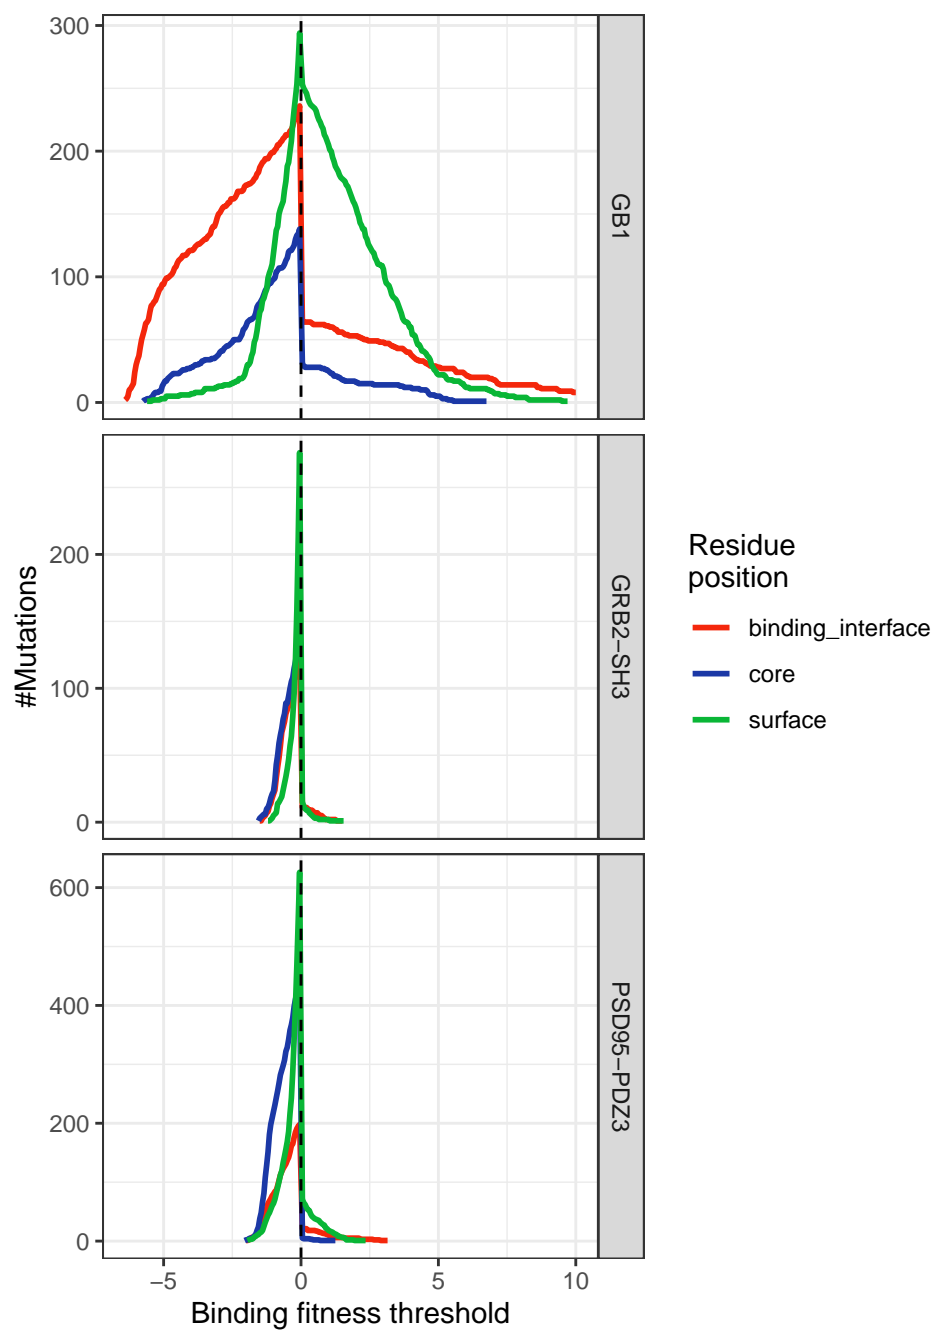 300
200
100
0
GB1
#Mutations
200
100
0
GRB2−SH3
600
400
200
0
PSD95−PDZ3
−5
0
5
10
Binding fitness threshold
Residue
position
binding_interface
core
surface